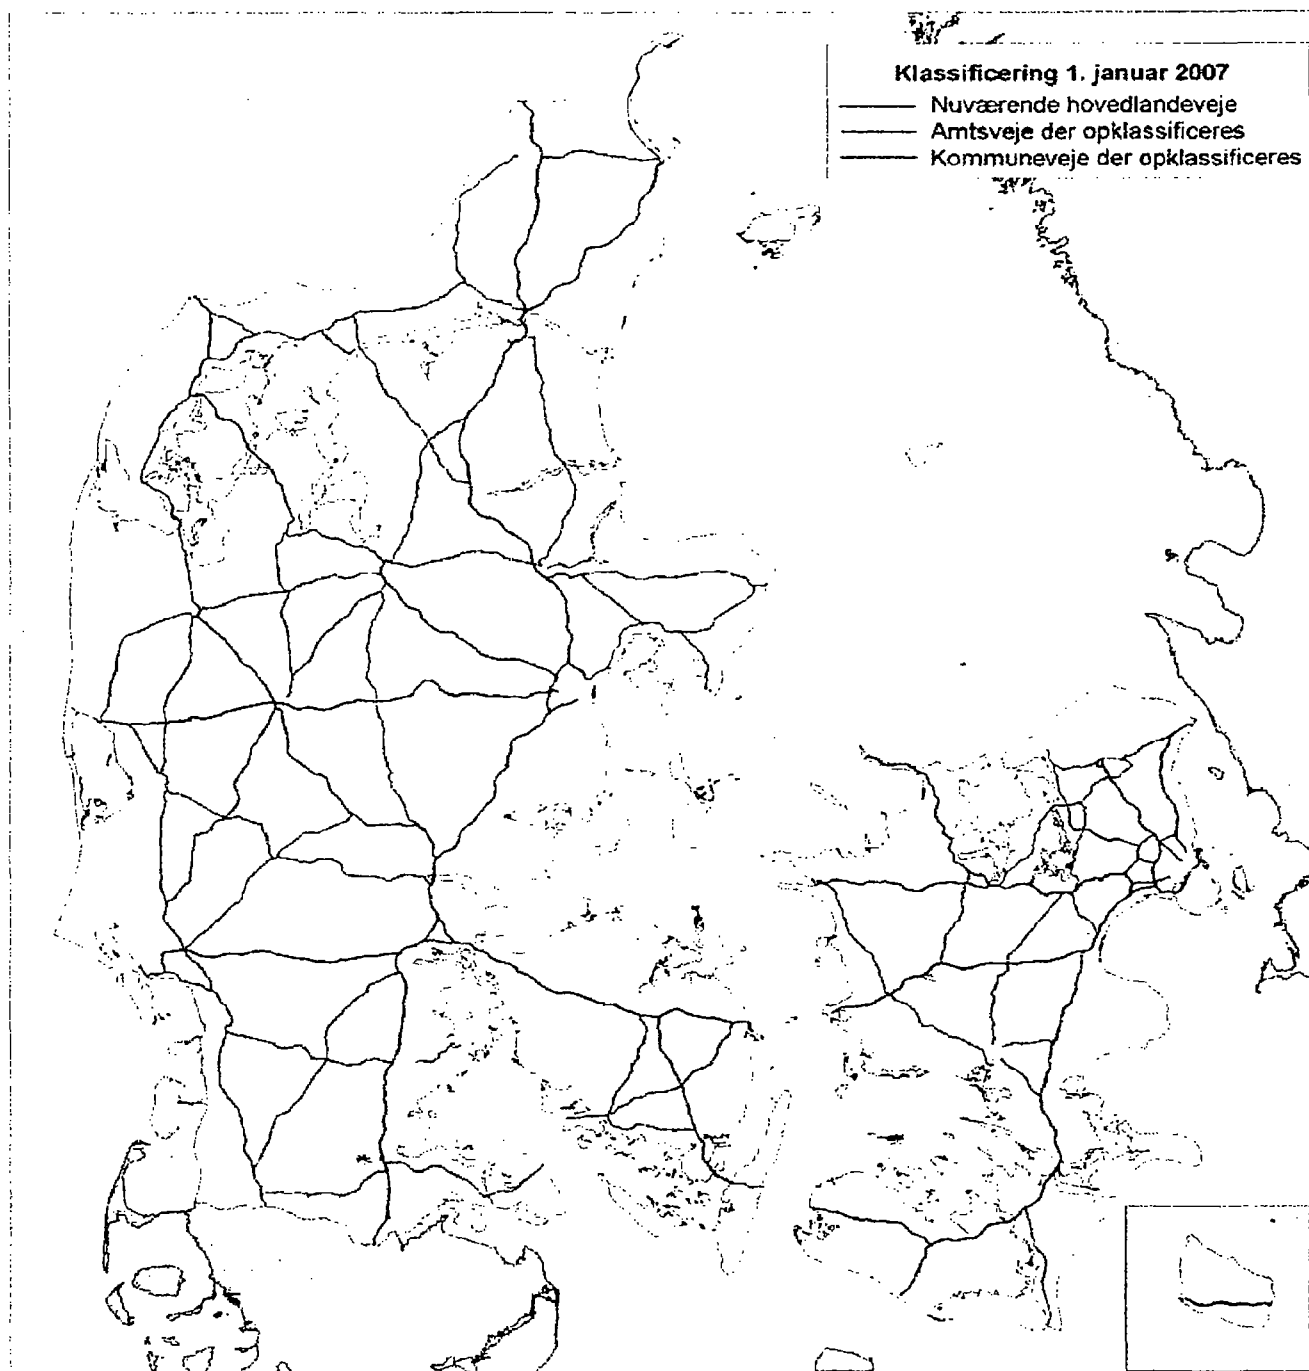 Klassificering 1. januar 2007
Nuværende hovedlandeveje
Amtsveje der opklassificeres
Kommuneveje der opklassificeres